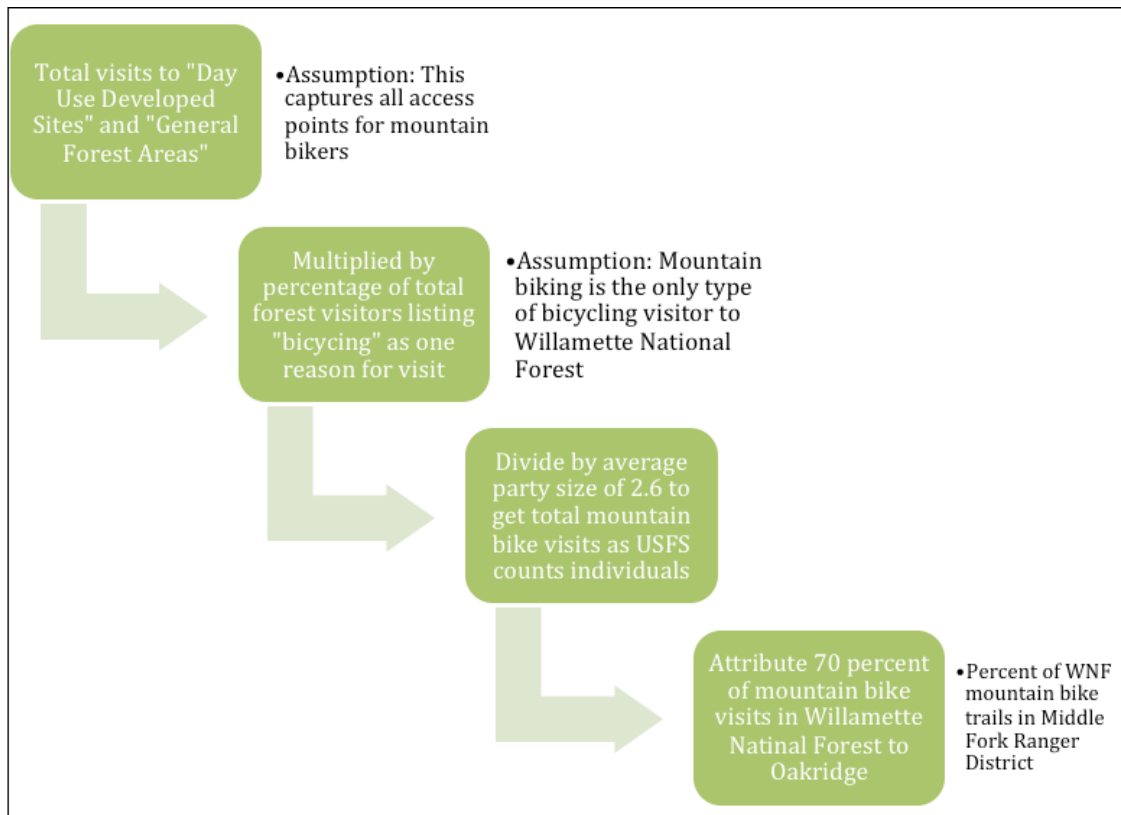 Total visits to "Day
Use Developed
Sites" and "General
Forest Areas"
•Assumption: This
captures all access
points for mountain
bikers
Multiplied by
percentage of total
forest visitors listing
"bicycing" as one
reason for visit
•Assumption: Mountain
biking is the only type
of bicycling visitor to
Willamette National
Forest
Divide by average
party size of 2.6 to
get total mountain
bike visits as USFS
counts individuals
Attribute 70 percent
of mountain bike
visits in Willamette
Natinal Forest to
Oakridge
•Percent of WNF
mountain bike
trails in Middle
Fork Ranger
District